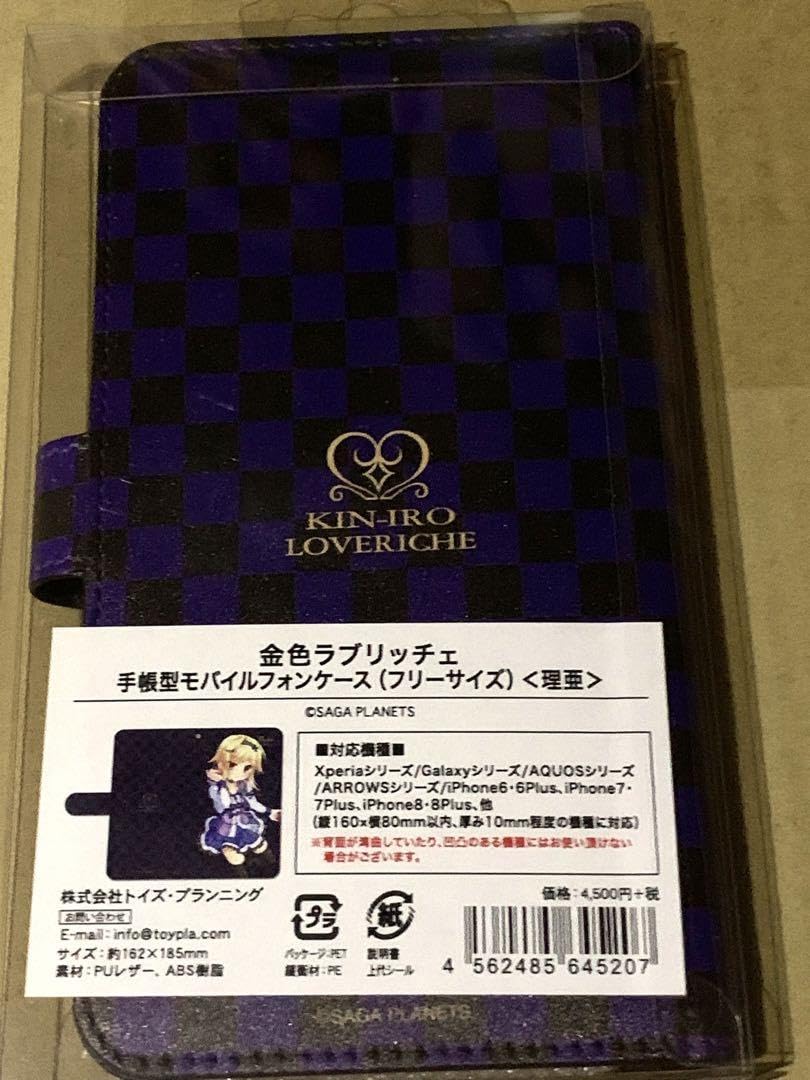 KIN-IRO
LOVERICHE
金色ラブリッチェ
手帳型モバイルフォンケース(フリーサイズ)<理亜>
©SAGA PLANETS
■対応機種■
Xperiaシリーズ/Galaxyシリーズ/AQUOSシリーズ
/ARROWSシリーズ/iPhone6・6Plus、iPhone7・
7Plus、iPhone8・8Plus、他
(縦160x横80mm以内、厚み10mm程度の機種に対応)
※背面が湾曲していたり、凹凸のある機種にはお使い頂けない
場合がございます。
株式会社トイズ・プランニング
お問い合わせ
E-mail:info@toypla.com
サイズ:約162×185mm
素材:PUレザー、ABS樹脂
プラ
パッケージ:PET
緩衝材:PE
紙
説明書
上代シール
価格:4,500円+税
4 562485 645207
©SAGA PLANETS